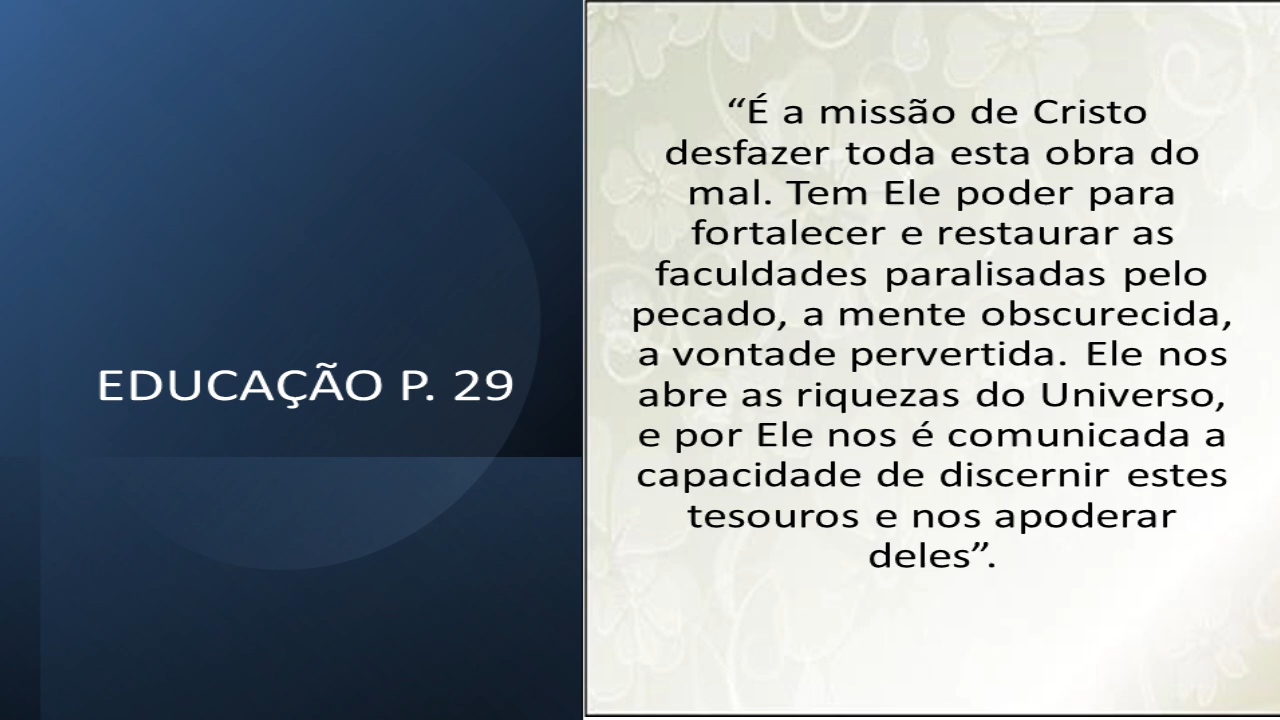 EDUCAÇÃO P. 29
“É a missão de Cristo
desfazer toda esta obra do
mal. Tem Ele poder para
fortalecer e restaurar as
faculdades paralisadas pelo
pecado, a mente obscurecida,
a vontade pervertida. Ele nos
abre as riquezas do Universo,
e por Ele nos é comunicada a
capacidade de discernir estes
tesouros e nos apoderar
deles”.